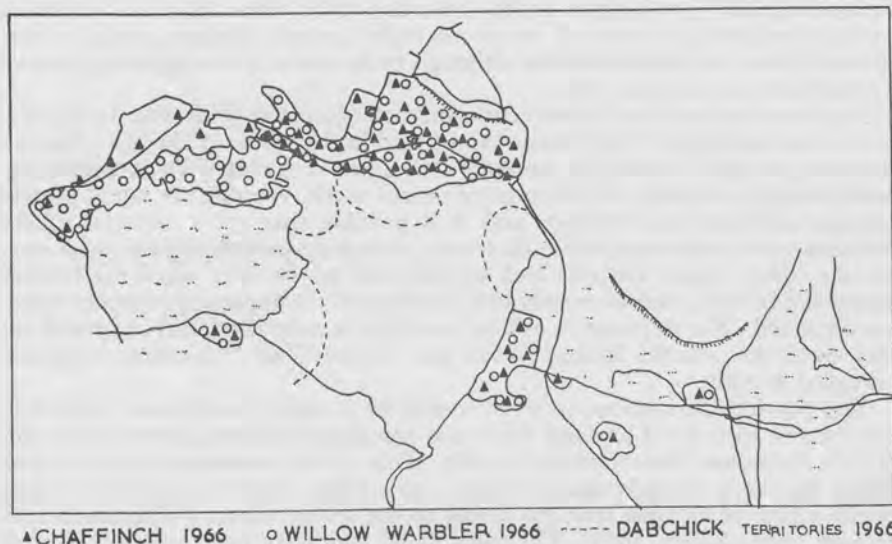 ▲ CHAFFINCH 1966 ○ WILLOW WARBLER 1966 ----- DABCHICK TERRITORIES 1966